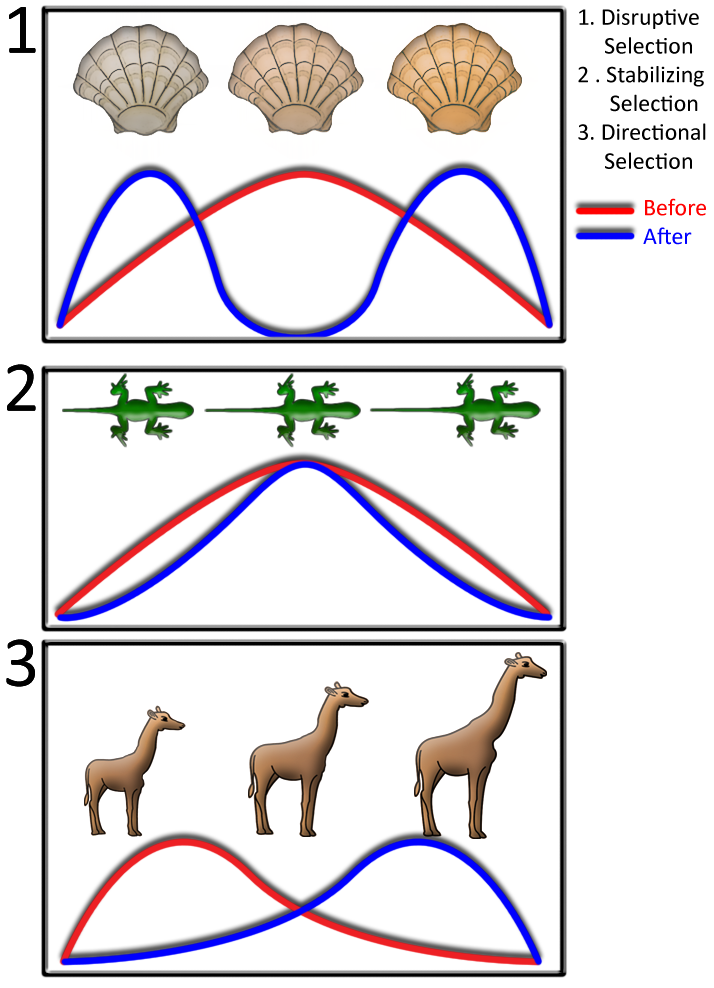 1
1. Disruptive
Selection
2 . Stabilizing
Selection
3. Directional
Selection
Before
After
2
3